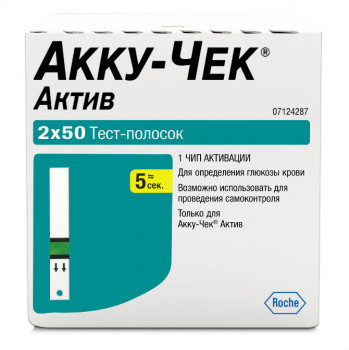 АККУ-ЧЕК®
Актив
07124287
2x50 Тест-полосок
1 ЧИП АКТИВАЦИИ
Для определения глюкозы крови
Возможно использовать для
проведения самоконтроля
Только для
Акку-Чек® Актив
≈
5 сек.
Roche